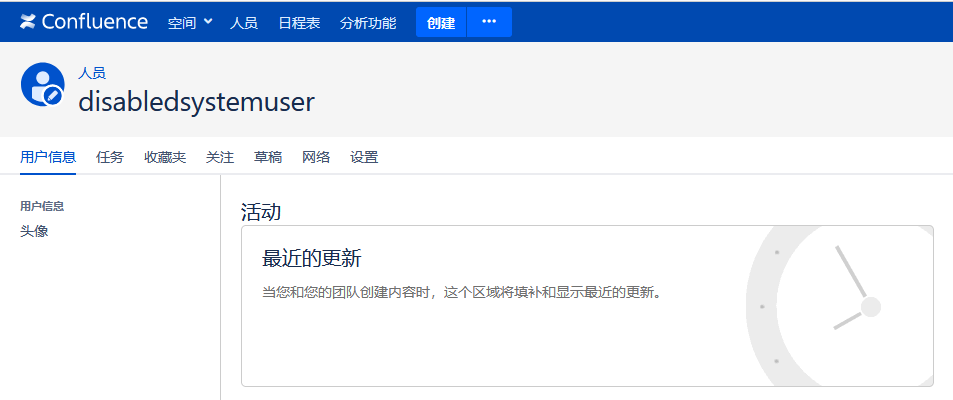 Confluence 空间 人员 日程表 分析功能 创建 ···
人员
disabledsystemuser
用户信息 任务 收藏夹 关注 草稿 网络 设置
用户信息
头像
活动
最近的更新
当您和您的团队创建内容时，这个区域将填补和显示最近的更新。